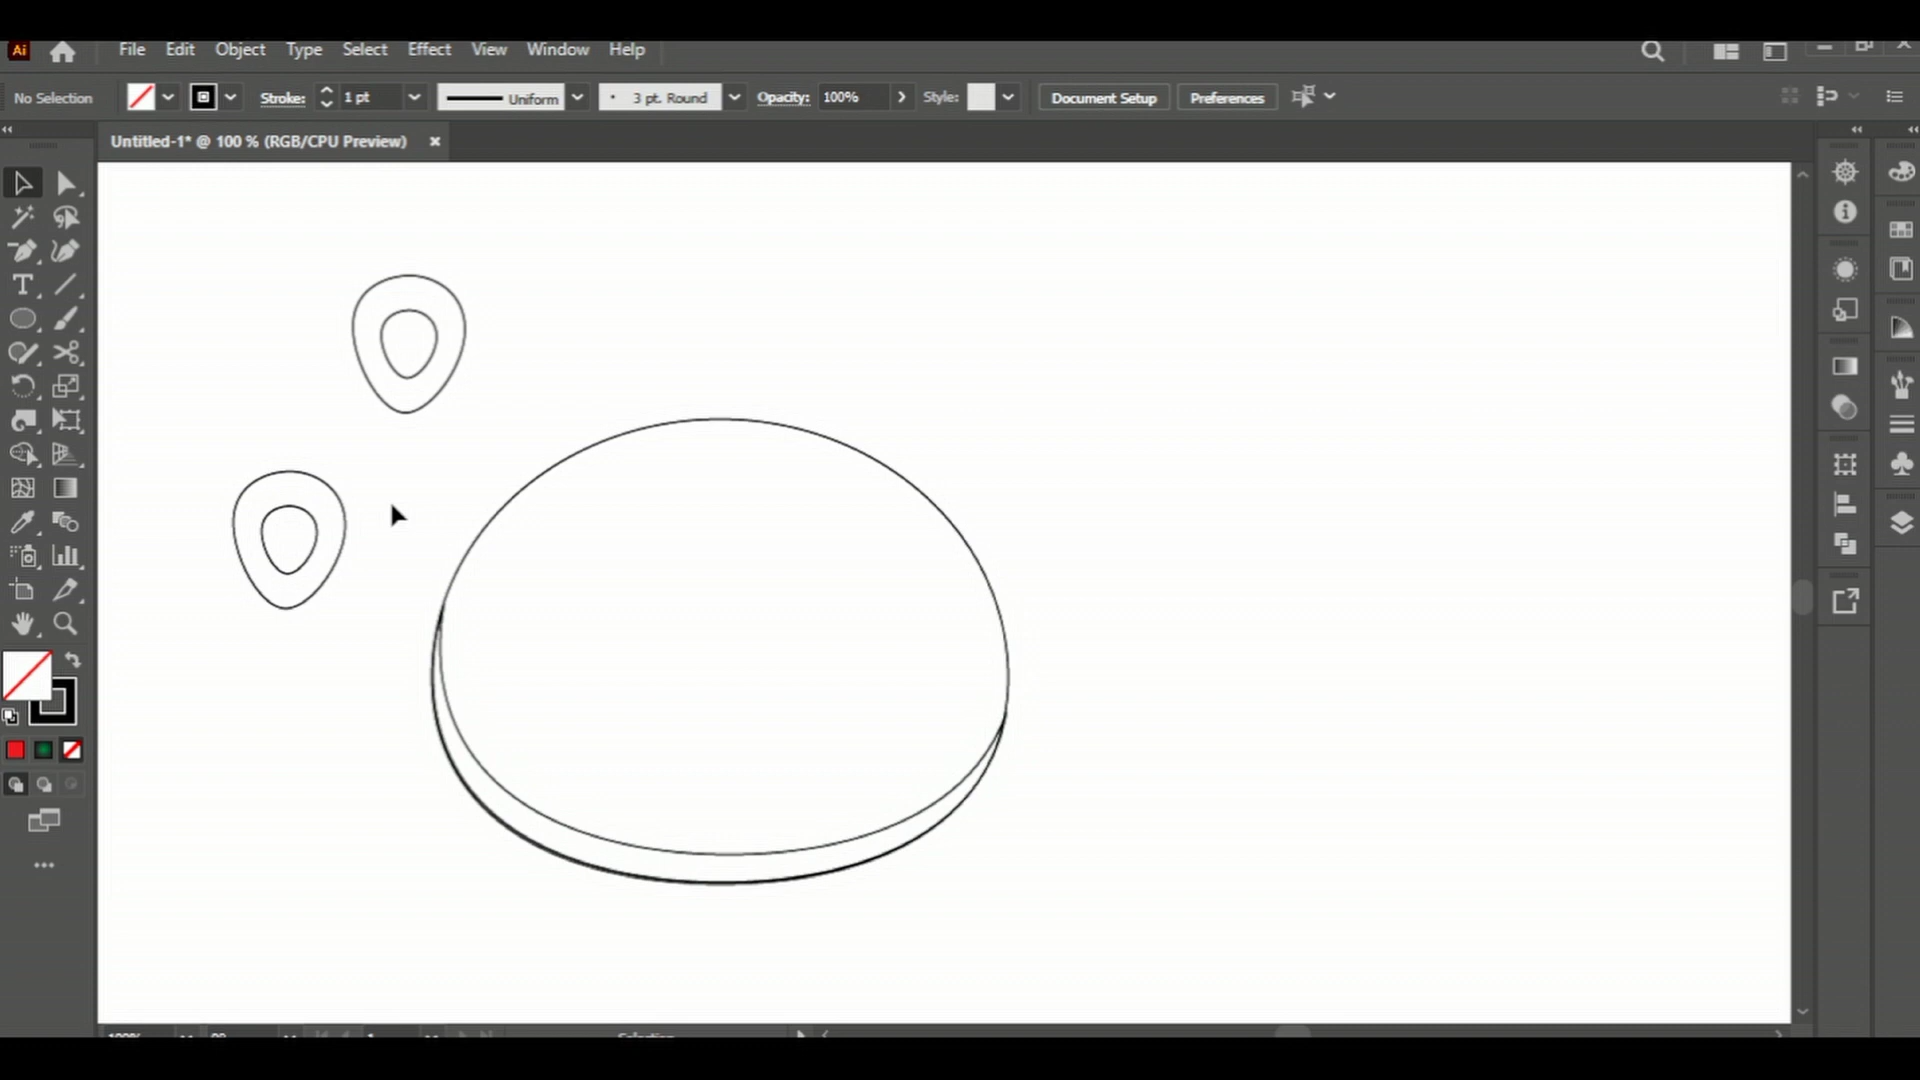 Ai File Edit Object Type Select Effect View Window Help
No Selection Stroke: 1 pt Uniform 3 pt. Round Opacity: 100% Style: Document Setup Preferences
Untitled-1* @ 100 % (RGB/CPU Preview)